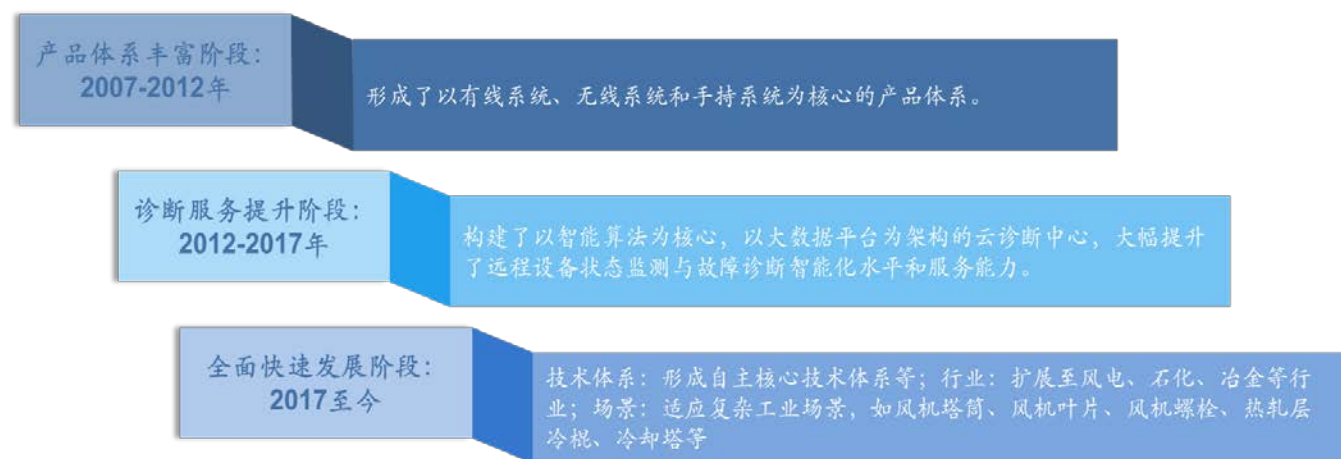 产品体系丰富阶段：
2007-2012年
形成了以有线系统、无线系统和手持系统为核心的产品体系。
诊断服务提升阶段：
2012-2017年
构建了以智能算法为核心，以大数据平台为架构的云诊断中心，大幅提升
了远程设备状态监测与故障诊断智能化水平和服务能力。
全面快速发展阶段：
2017至今
技术体系：形成自主核心技术体系等；行业：扩展至风电、石化、冶金等行
业；场景：适应复杂工业场景，如风机塔筒、风机叶片、风机螺栓、热轧层
冷棍、冷却塔等